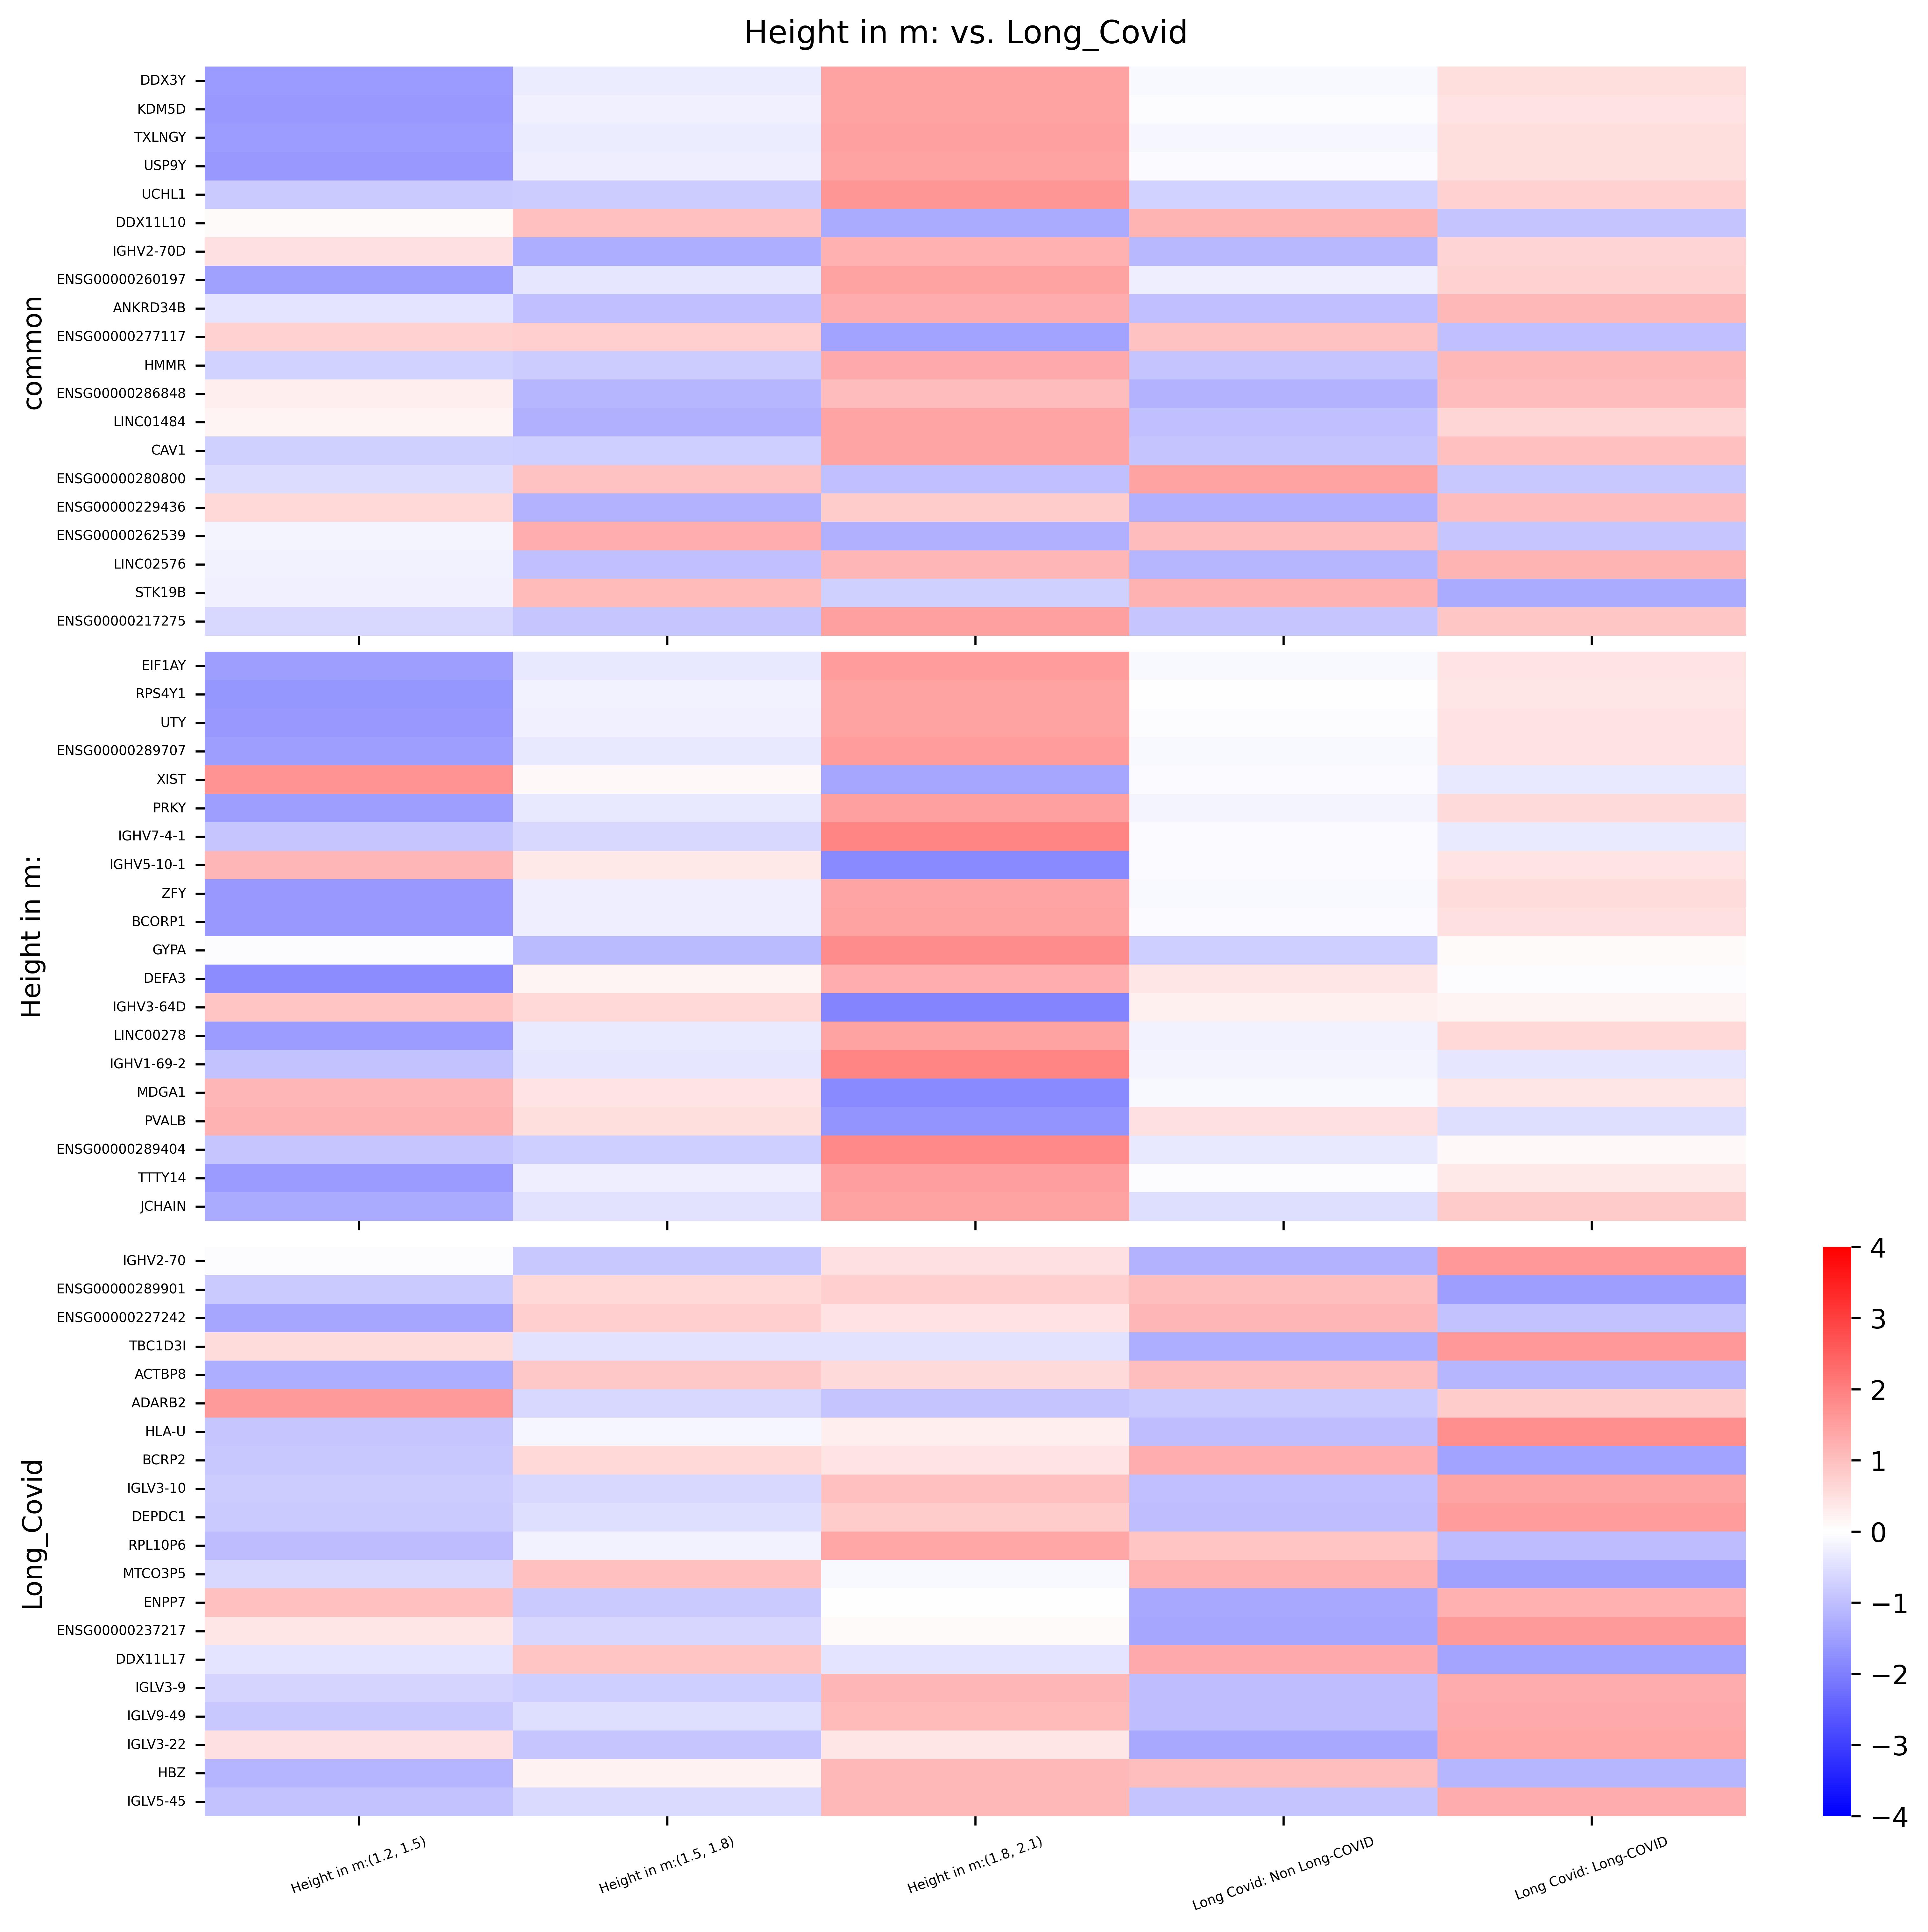 Height in m: vs. Long_Covid
common
DDX3Y
KDM5D
TXLNGY
USP9Y
UCHL1
DDX11L10
IGHV2-70D
ENSG00000260197
ANKRD34B
ENSG00000277117
HMMR
ENSG00000286848
LINC01484
CAV1
ENSG00000280800
ENSG00000229436
ENSG00000262539
LINC02576
STK19B
ENSG00000217275
Height in m:
EIF1AY
RPS4Y1
UTY
ENSG00000289707
XIST
PRKY
IGHV7-4-1
IGHV5-10-1
ZFY
BCORP1
GYPA
DEFA3
IGHV3-64D
LINC00278
IGHV1-69-2
MDGA1
PVALB
ENSG00000289404
TTTY14
JCHAIN
Long_Covid
IGHV2-70
ENSG00000289901
ENSG00000227242
TBC1D3I
ACTBP8
ADARB2
HLA-U
BCRP2
IGLV3-10
DEPDC1
RPL10P6
MTCO3P5
ENPP7
ENSG00000237217
DDX11L17
IGLV3-9
IGLV9-49
IGLV3-22
HBZ
IGLV5-45
Height in m:(1.2, 1.5)
Height in m:(1.5, 1.8)
Height in m:(1.8, 2.1)
Long Covid: Non Long-COVID
Long Covid: Long-COVID
4
3
2
1
0
−1
−2
−3
−4